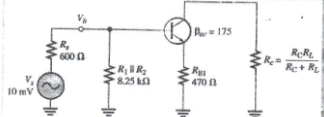 V_b
β_DC = 175
R_s
600 Ω
R_1 ∥ R_2
8.25 kΩ
R_E1
470 Ω
R_c = R_C R_L / R_C + R_L
V_s
10 mV